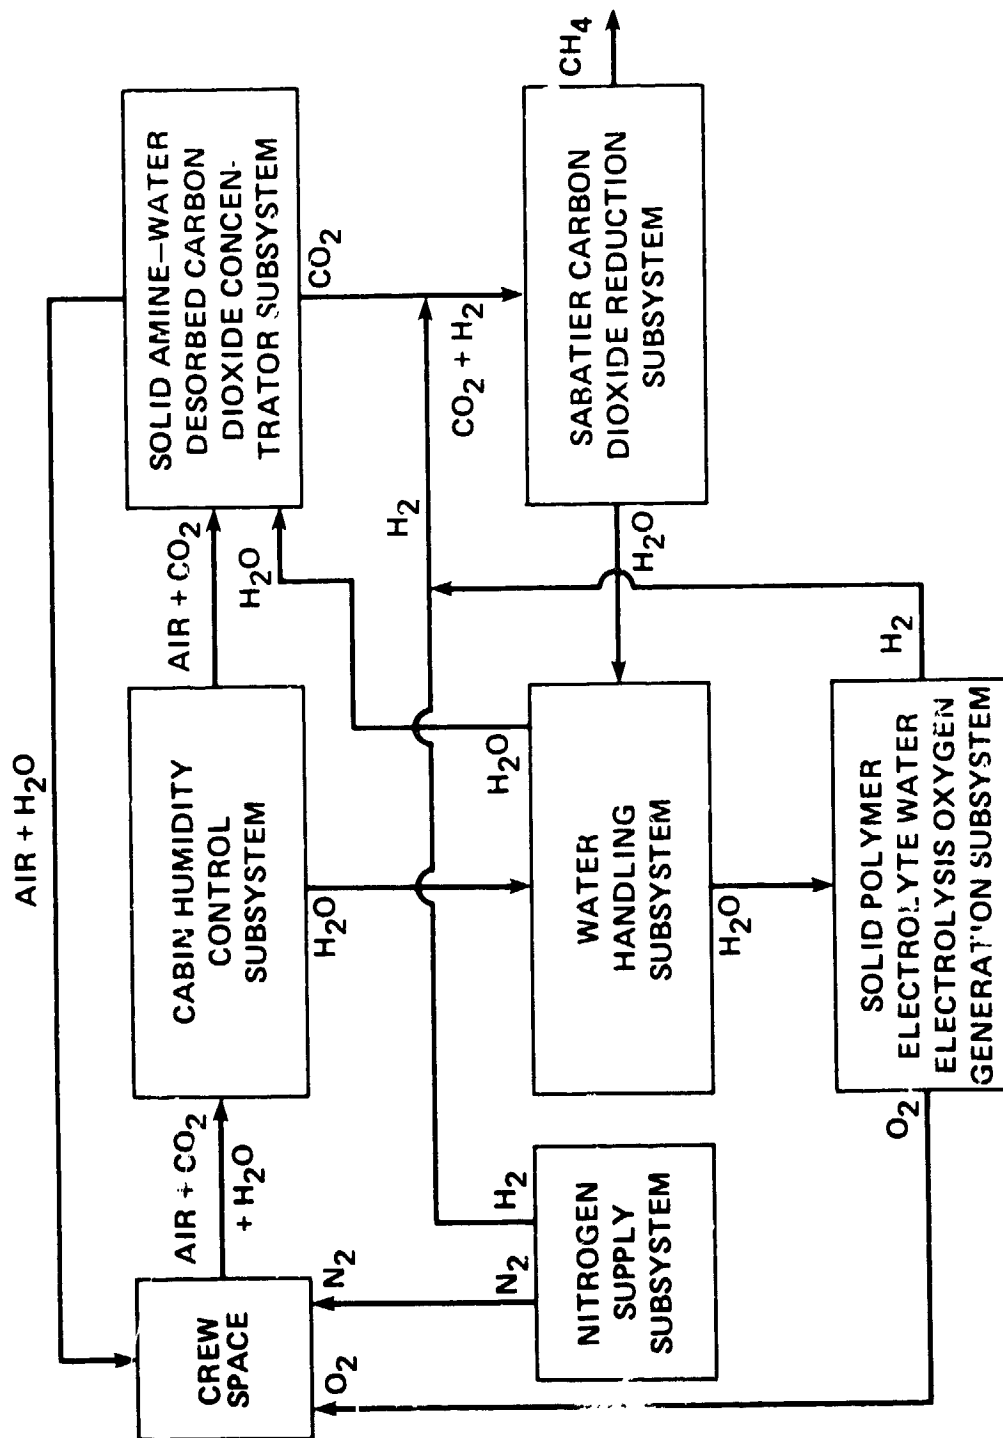 AIR + H2O
CREW
SPACE
AIR + CO2
+ H2O
CABIN HUMIDITY
CONTROL
SUBSYSTEM
AIR + CO2
H2O
SOLID AMINE–WATER
DESORBED CARBON
DIOXIDE CONCEN-
TRATOR SUBSYSTEM
O2
N2
H2O
CO2
H2
CO2 + H2
N2
H2
H2O
NITROGEN
SUPPLY
SUBSYSTEM
WATER
HANDLING
SUBSYSTEM
H2O
SABATIER CARBON
DIOXIDE REDUCTION
SUBSYSTEM
CH4
H2O
O2
SOLID POLYMER
ELECTROLYTE WATER
ELECTROLYSIS OXYGEN
GENERATION SUBSYSTEM
H2